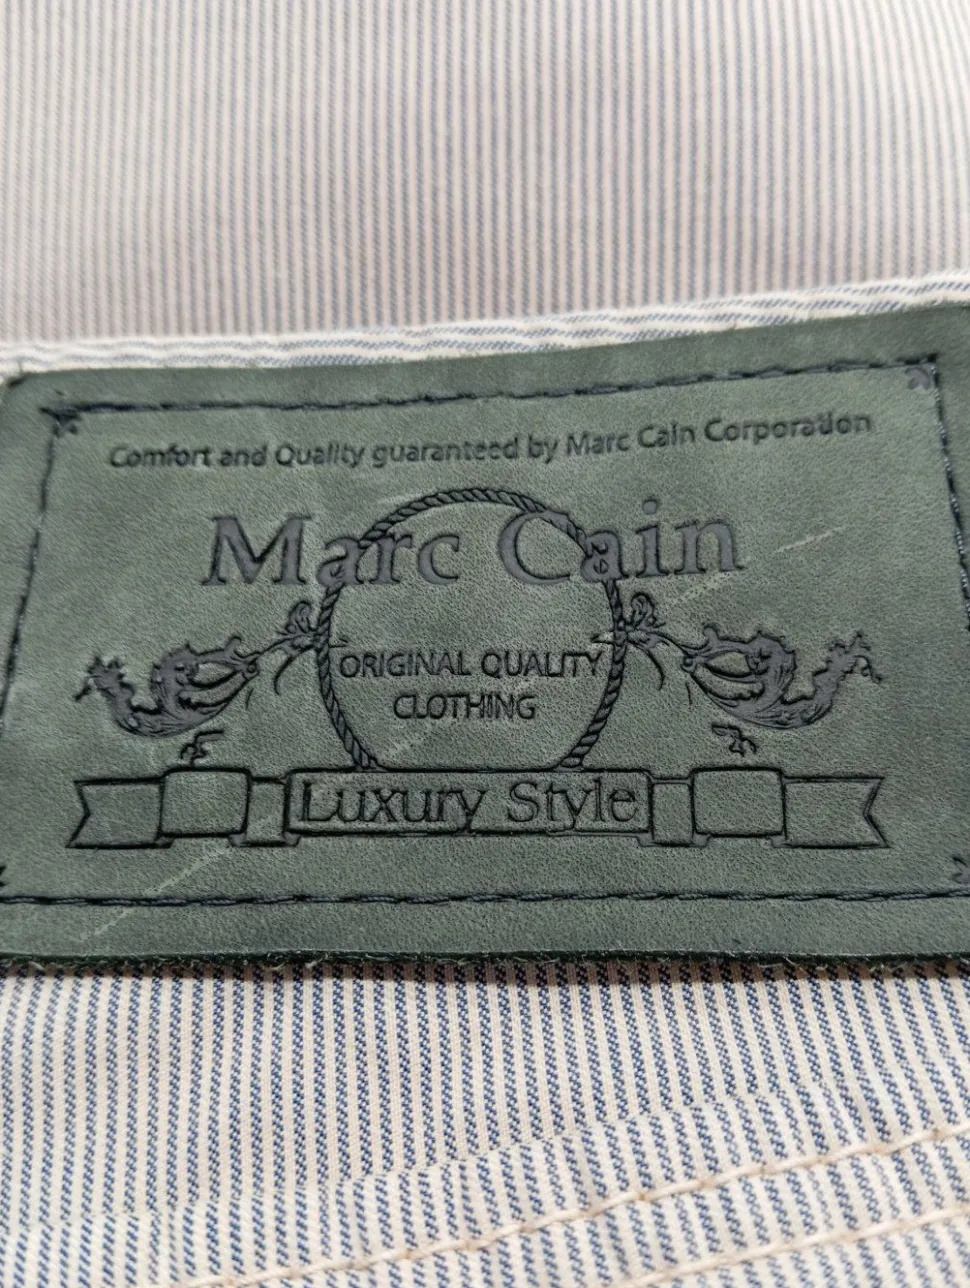 Comfort and Quality guaranteed by Marc Cain Corporation
Marc Cain
ORIGINAL QUALITY
CLOTHING
Luxury Style